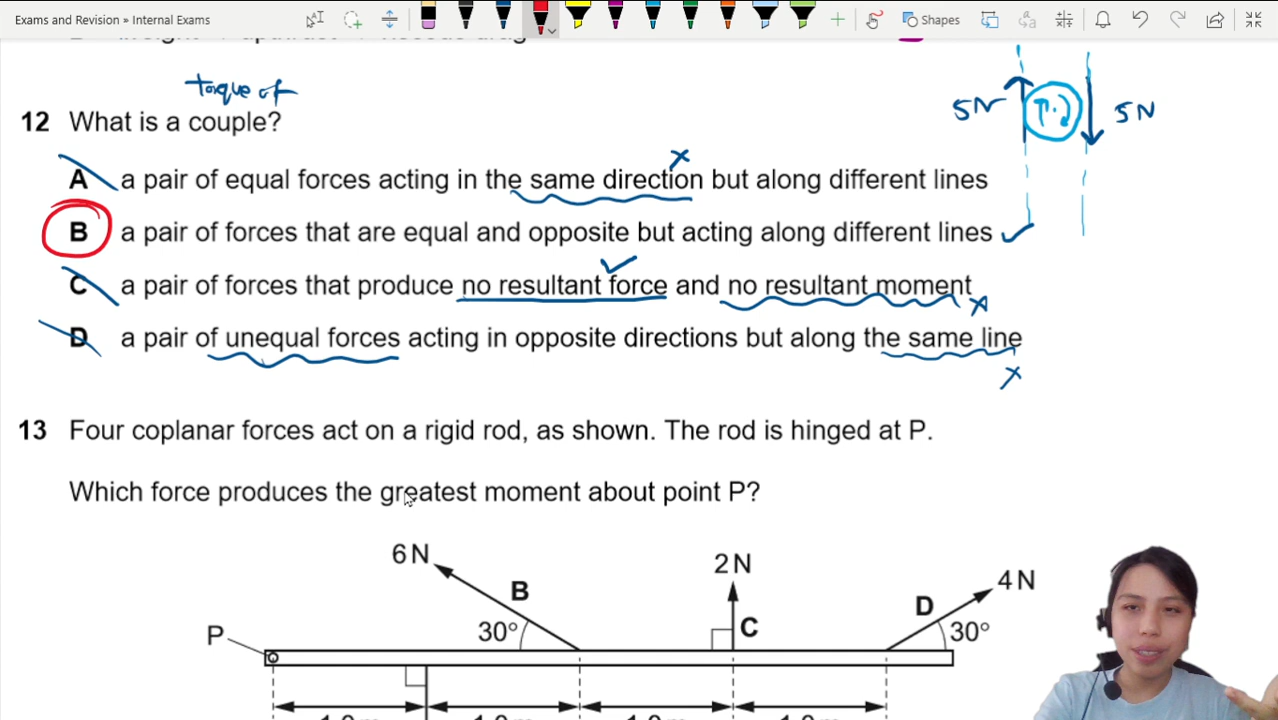 Exams and Revision » Internal Exams
Shapes
torque of
12 What is a couple?
5N
5N
A a pair of equal forces acting in the same direction but along different lines
B a pair of forces that are equal and opposite but acting along different lines
C a pair of forces that produce no resultant force and no resultant moment
D a pair of unequal forces acting in opposite directions but along the same line
13 Four coplanar forces act on a rigid rod, as shown. The rod is hinged at P.
Which force produces the greatest moment about point P?
6N
B
2N
D
4N
P
30°
C
30°